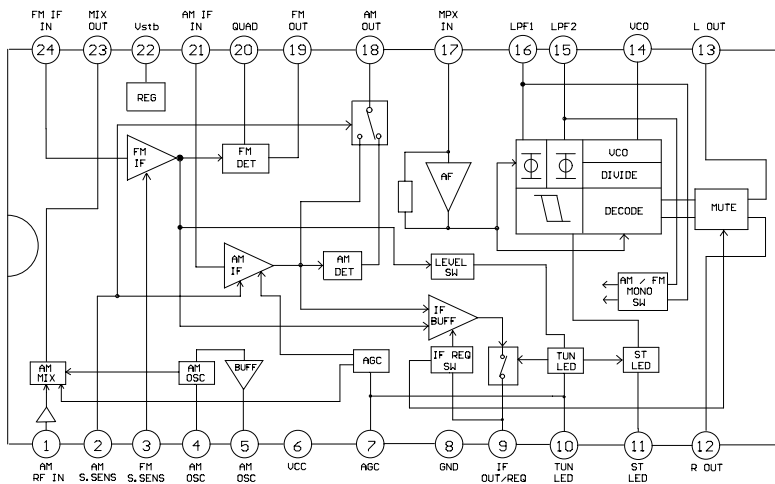 FM IF IN
MIX OUT
Vstb
AM IF IN
QUAD
FM OUT
AM OUT
MPX IN
LPF1
LPF2
VCO
L OUT
24
23
22
21
20
19
18
17
16
15
14
13
REG
FM IF
FM DET
AF
VCO
DIVIDE
DECODE
MUTE
AM IF
AM DET
LEVEL SW
AM / FM MONO SW
IF BUFF
AM MIX
AM OSC
BUFF
AGC
IF REQ SW
TUN LED
ST LED
1
2
3
4
5
6
7
8
9
10
11
12
AM RF IN
AM S.SENS
FM S.SENS
AM OSC
AM OSC
VCC
AGC
GND
IF OUT/REQ
TUN LED
ST LED
R OUT